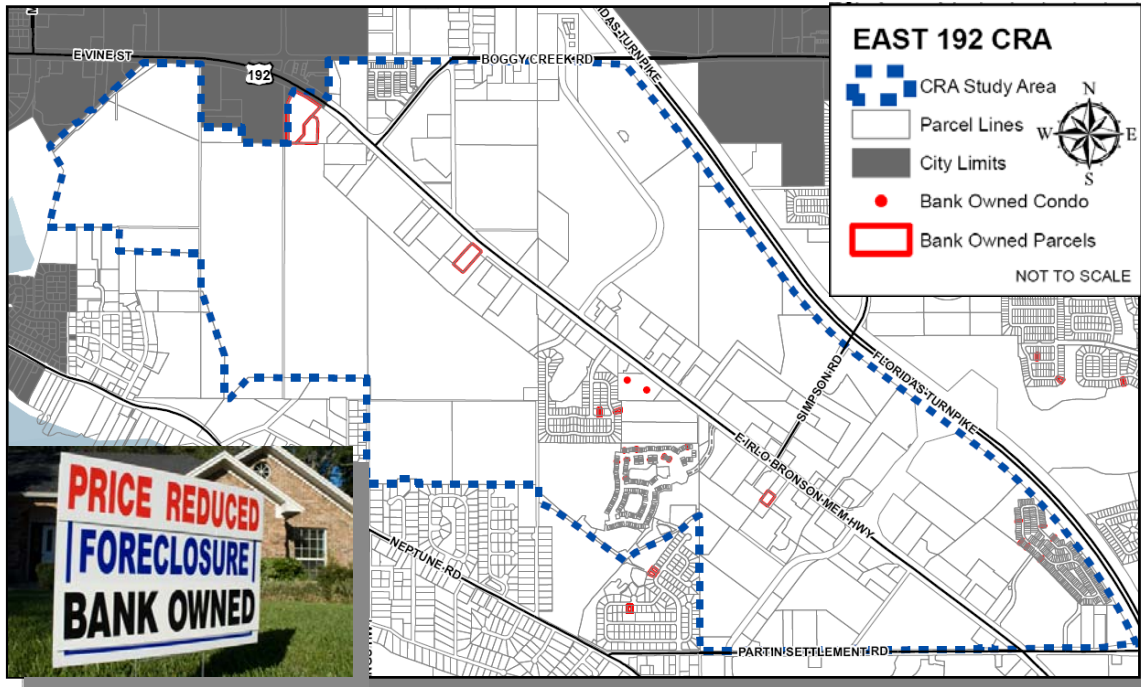 EAST 192 CRA
CRA Study Area
Parcel Lines
City Limits
Bank Owned Condo
Bank Owned Parcels
NOT TO SCALE
N
W
E
S
N
E VINE ST
192
BOGGY CREEK RD
FLORIDAS-TURNPIKE
SIMPSON-RD
FLORIDAS-TURNPIKE
E-IRLO-BRONSON-MEM-HWY
NEPTUNE-RD
PARTIN SETTLEMENT RD
PRICE REDUCED
FORECLOSURE
BANK OWNED